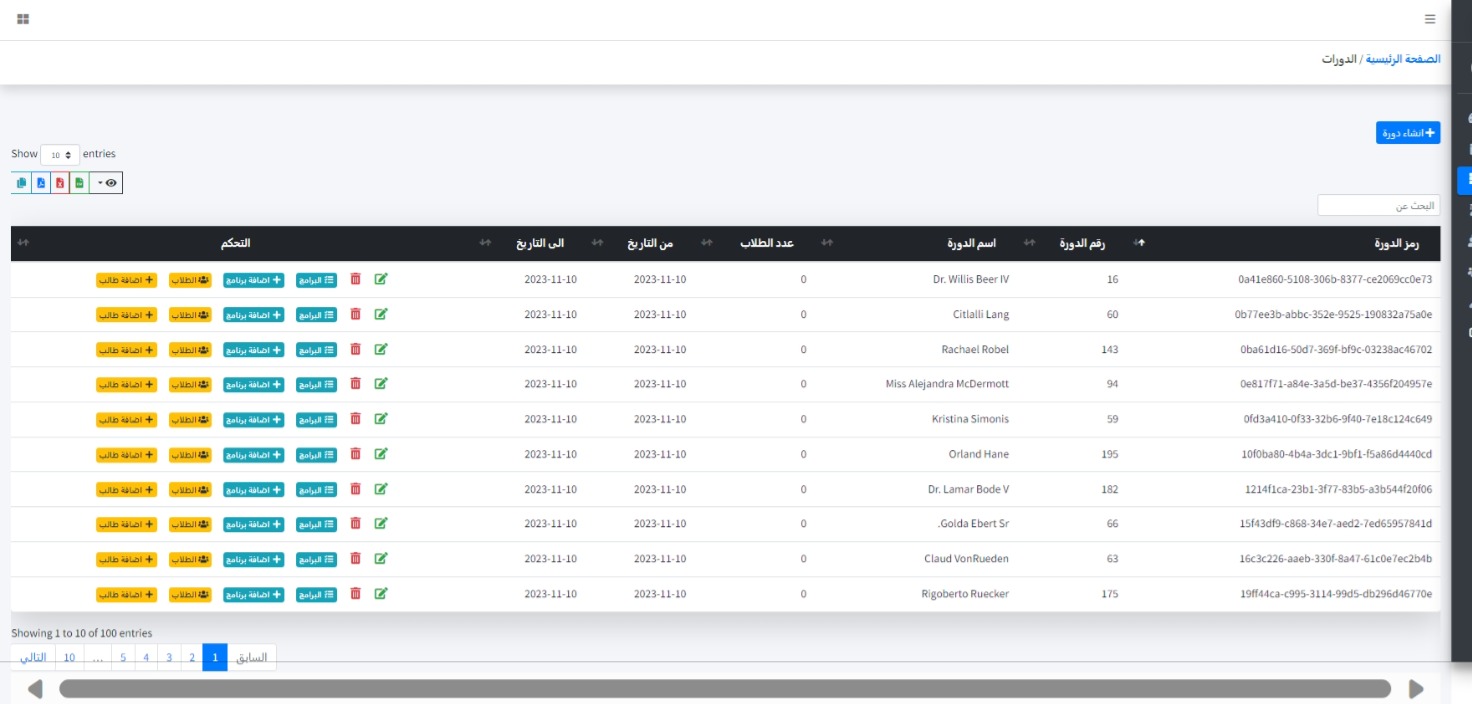 الصفحة الرئيسية / الدورات
انشاء دورة
Show 10 entries
البحث عن
رمز الدورة رقم الدورة اسم الدورة عدد الطلاب من التاريخ الى التاريخ التحكم
0a41e860-5108-306b-8377-ce2069cc0e73 16 Dr. Willis Beer IV 0 2023-11-10 2023-11-10 البرامج اضافة برنامج الطلاب اضافة طالب
0b77ee3b-abbc-352e-9525-190832a75a0e 60 Citlalli Lang 0 2023-11-10 2023-11-10 البرامج اضافة برنامج الطلاب اضافة طالب
0ba61d16-50d7-369f-bf9c-03238ac46702 143 Rachael Robel 0 2023-11-10 2023-11-10 البرامج اضافة برنامج الطلاب اضافة طالب
0e817f71-a84e-3a5d-be37-4356f204957e 94 Miss Alejandra McDermott 0 2023-11-10 2023-11-10 البرامج اضافة برنامج الطلاب اضافة طالب
0fd3a410-0f33-32b6-9f40-7e18c124c649 59 Kristina Simonis 0 2023-11-10 2023-11-10 البرامج اضافة برنامج الطلاب اضافة طالب
10f0ba80-4b4a-3dc1-9bf1-f5a86d4440cd 195 Orland Hane 0 2023-11-10 2023-11-10 البرامج اضافة برنامج الطلاب اضافة طالب
1214f1ca-23b1-3f77-83b5-a3b544f20f06 182 Dr. Lamar Bode V 0 2023-11-10 2023-11-10 البرامج اضافة برنامج الطلاب اضافة طالب
15f43df9-c868-34e7-aed2-7ed65957841d 66 .Golda Ebert Sr 0 2023-11-10 2023-11-10 البرامج اضافة برنامج الطلاب اضافة طالب
16c3c226-aaeb-330f-8a47-61c0e7ec2b4b 63 Claud VonRueden 0 2023-11-10 2023-11-10 البرامج اضافة برنامج الطلاب اضافة طالب
19ff44ca-c995-3114-99d5-db296d46770e 175 Rigoberto Ruecker 0 2023-11-10 2023-11-10 البرامج اضافة برنامج الطلاب اضافة طالب
Showing 1 to 10 of 100 entries
السابق 1 2 3 4 5 ... 10 التالي